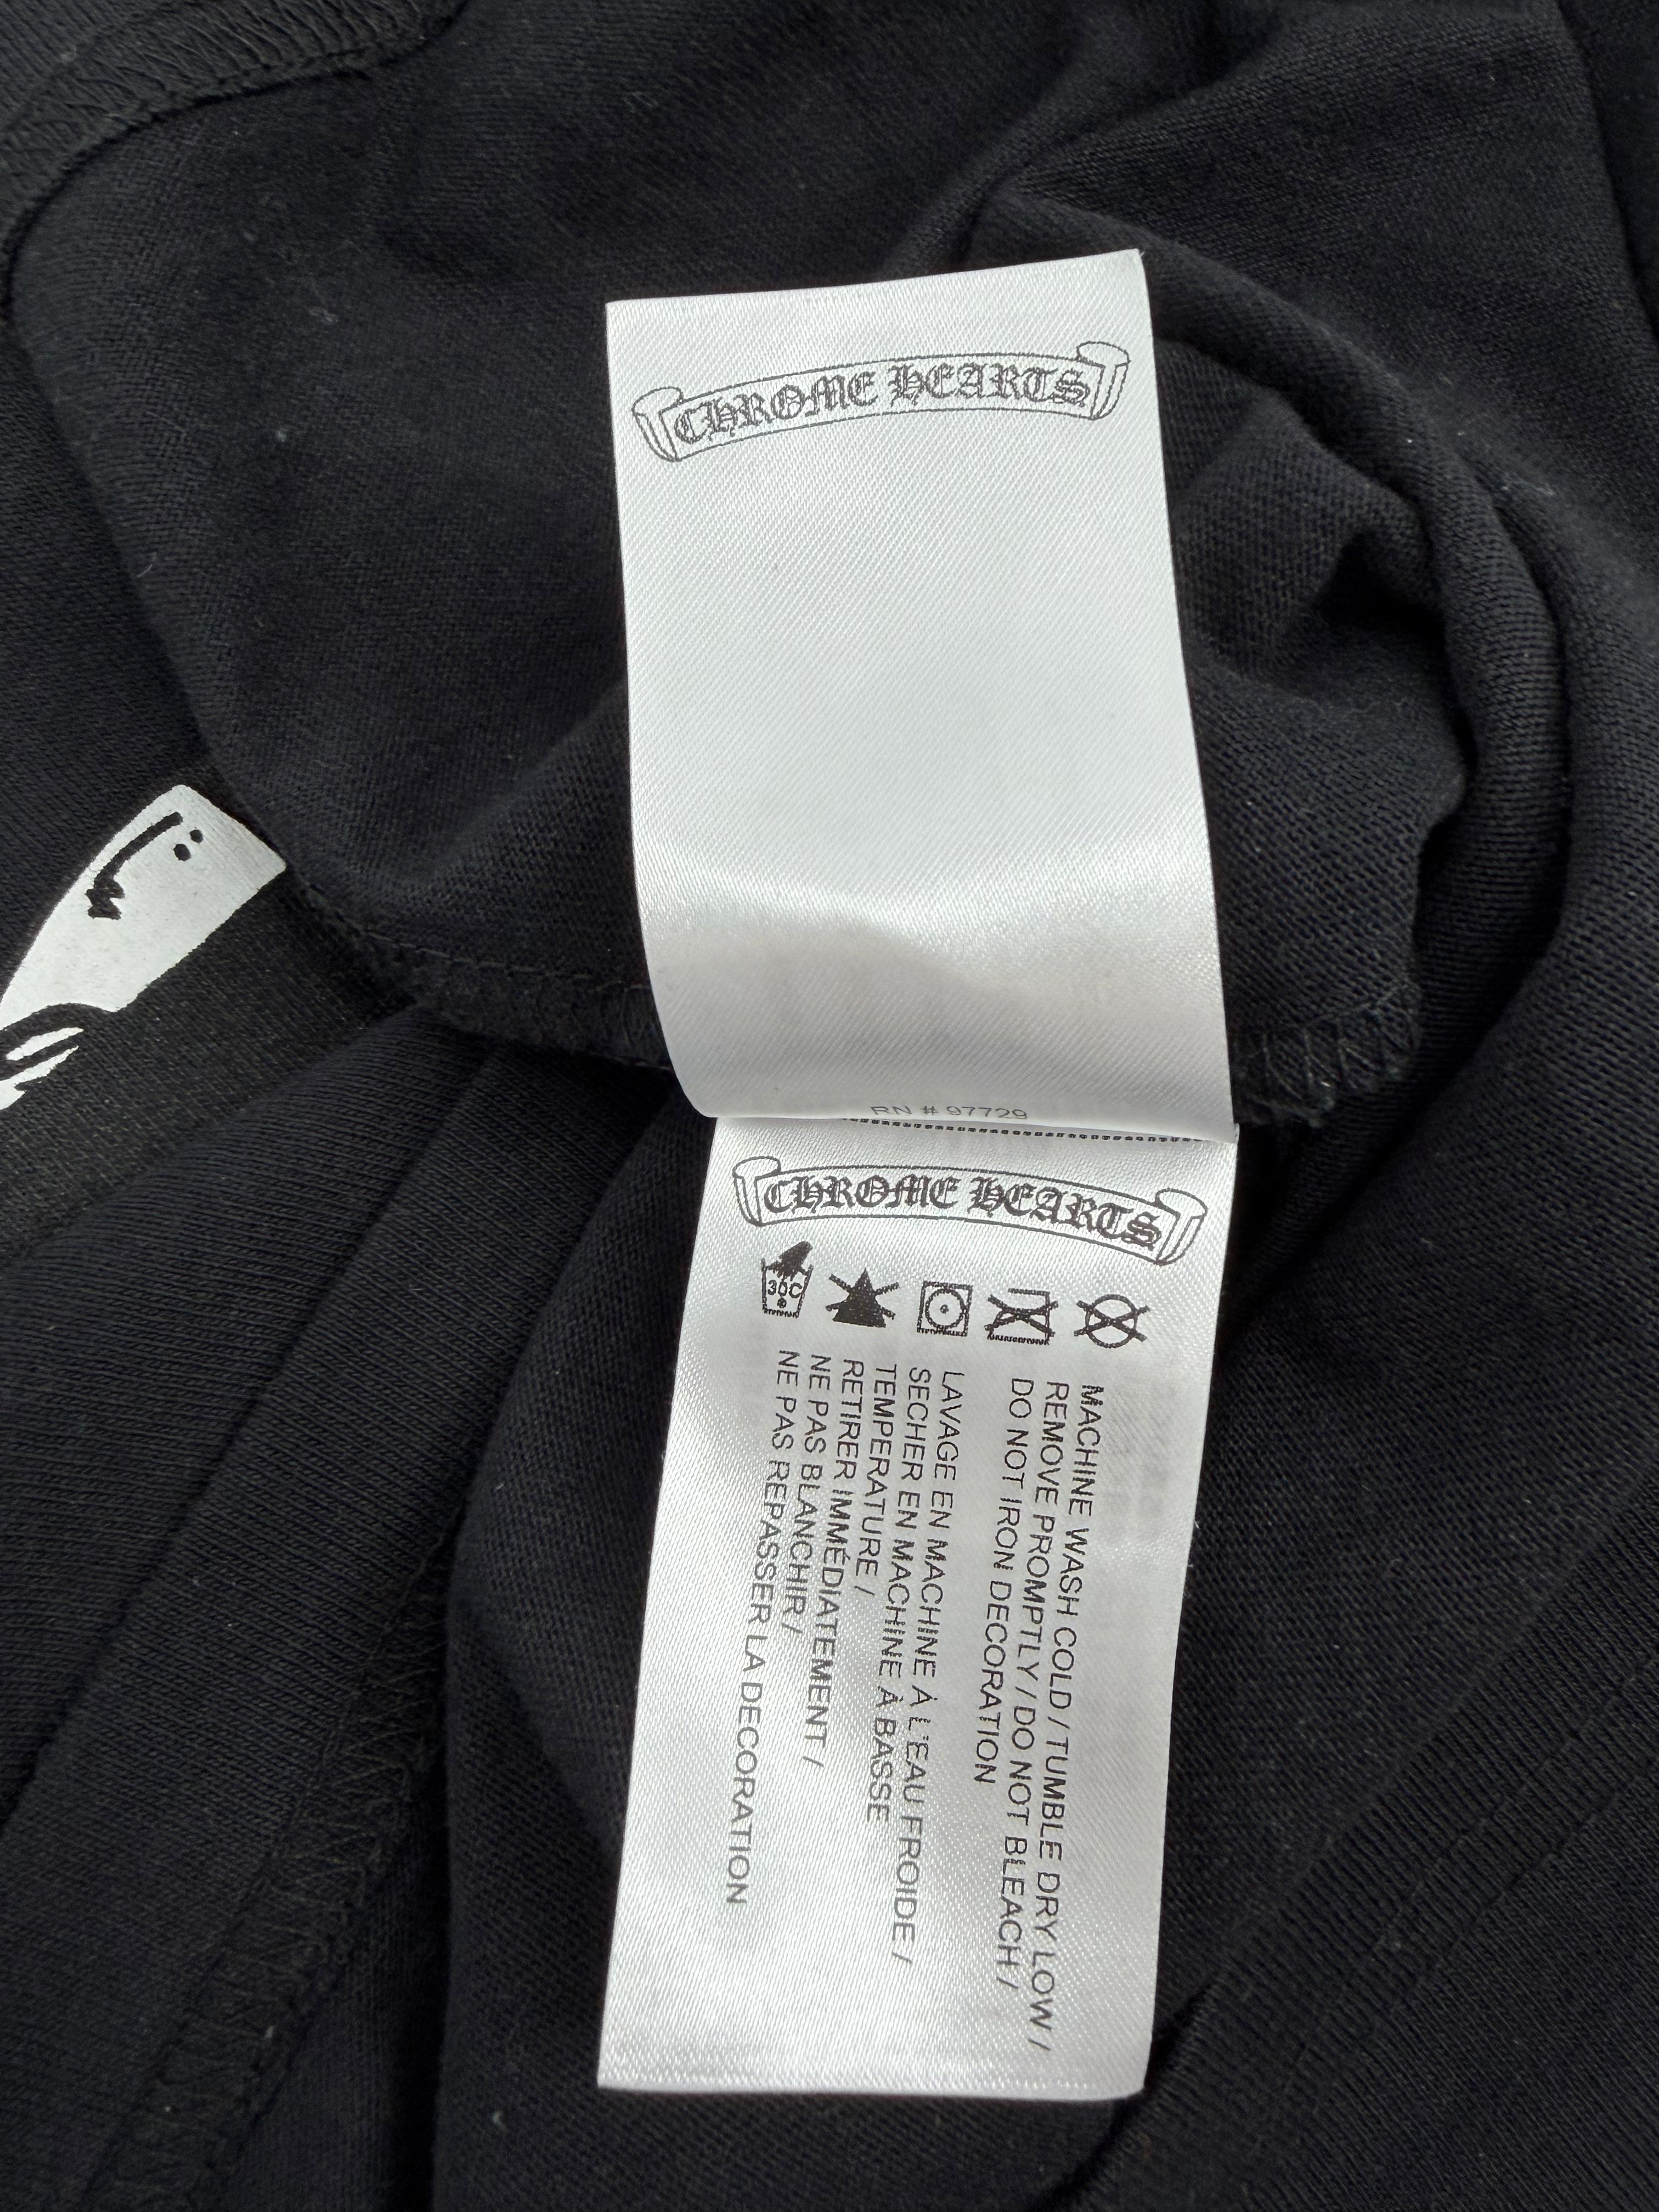 CHROME HEARTS
RN # 97729
CHROME HEARTS
30C
MACHINE WASH COLD / TUMBLE DRY LOW /
REMOVE PROMPTLY / DO NOT BLEACH /
DO NOT IRON DECORATION
LAVAGE EN MACHINE À L'EAU FROIDE /
SECHER EN MACHINE À BASSE
TEMPERATURE /
RETIRER IMMÉDIATEMENT /
NE PAS BLANCHIR /
NE PAS REPASSER LA DECORATION